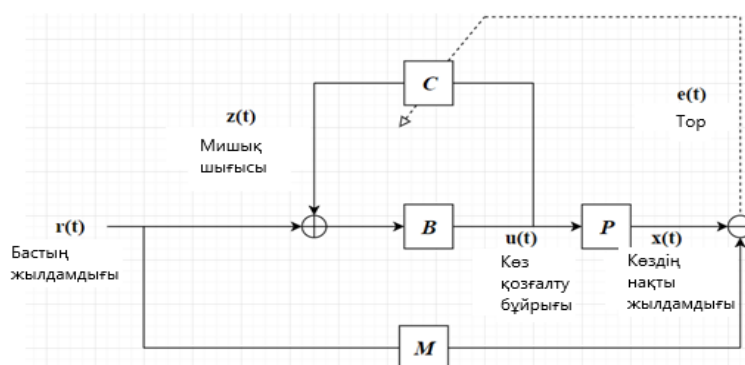 C
e(t)
Тор
z(t)
Мишық
шығысы
r(t)
Бастың
жылдамдығы
B
u(t)
Көз
қозғалту
бұйрығы
P
x(t)
Көздің
нақты
жылдамдығы
M